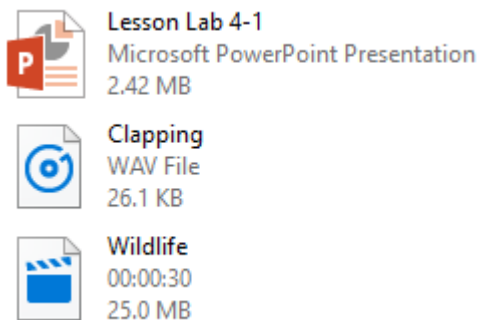 Lesson Lab 4-1
Microsoft PowerPoint Presentation
2.42 MB
P
Clapping
WAV File
26.1 KB
Wildlife
00:00:30
25.0 MB